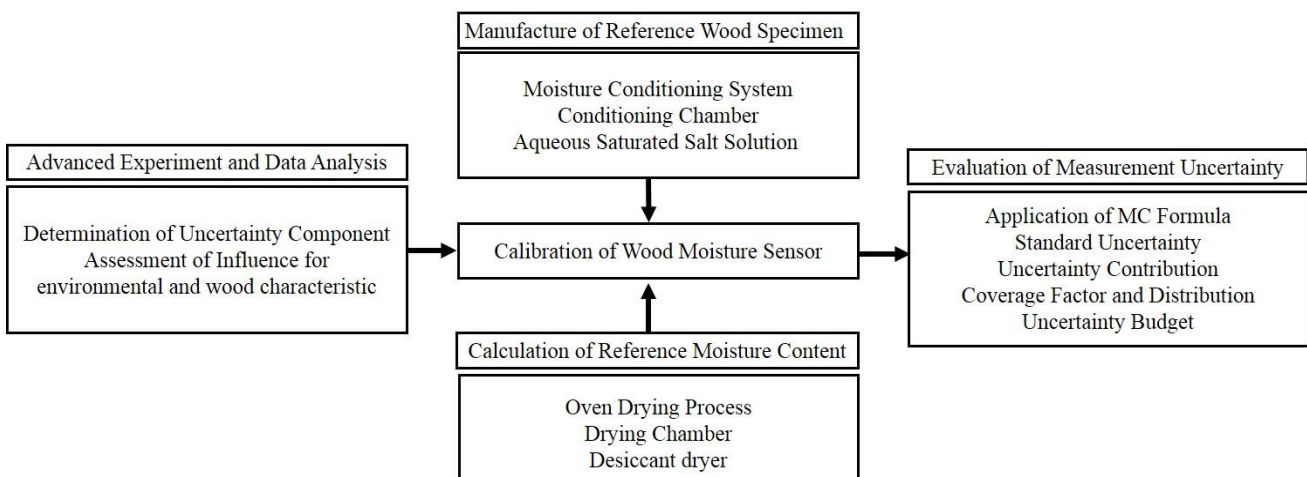 Manufacture of Reference Wood Specimen
Moisture Conditioning System
Conditioning Chamber
Aqueous Saturated Salt Solution
Advanced Experiment and Data Analysis
Determination of Uncertainty Component
Assessment of Influence for
environmental and wood characteristic
Calibration of Wood Moisture Sensor
Evaluation of Measurement Uncertainty
Application of MC Formula
Standard Uncertainty
Uncertainty Contribution
Coverage Factor and Distribution
Uncertainty Budget
Calculation of Reference Moisture Content
Oven Drying Process
Drying Chamber
Desiccant dryer